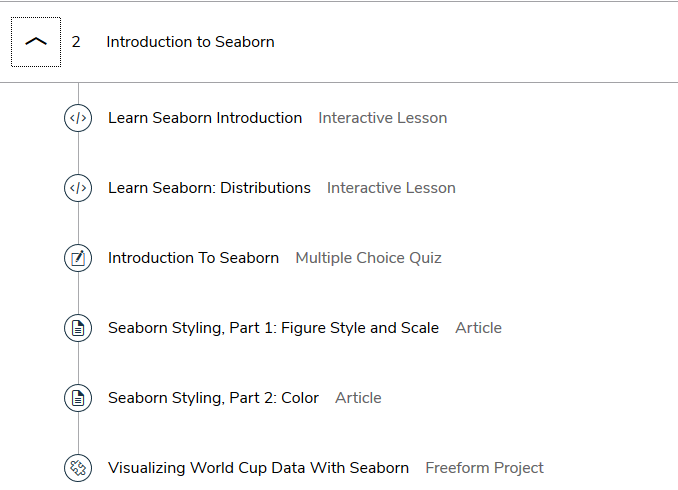 2 Introduction to Seaborn
</> Learn Seaborn Introduction Interactive Lesson
</> Learn Seaborn: Distributions Interactive Lesson
Introduction To Seaborn Multiple Choice Quiz
Seaborn Styling, Part 1: Figure Style and Scale Article
Seaborn Styling, Part 2: Color Article
Visualizing World Cup Data With Seaborn Freeform Project